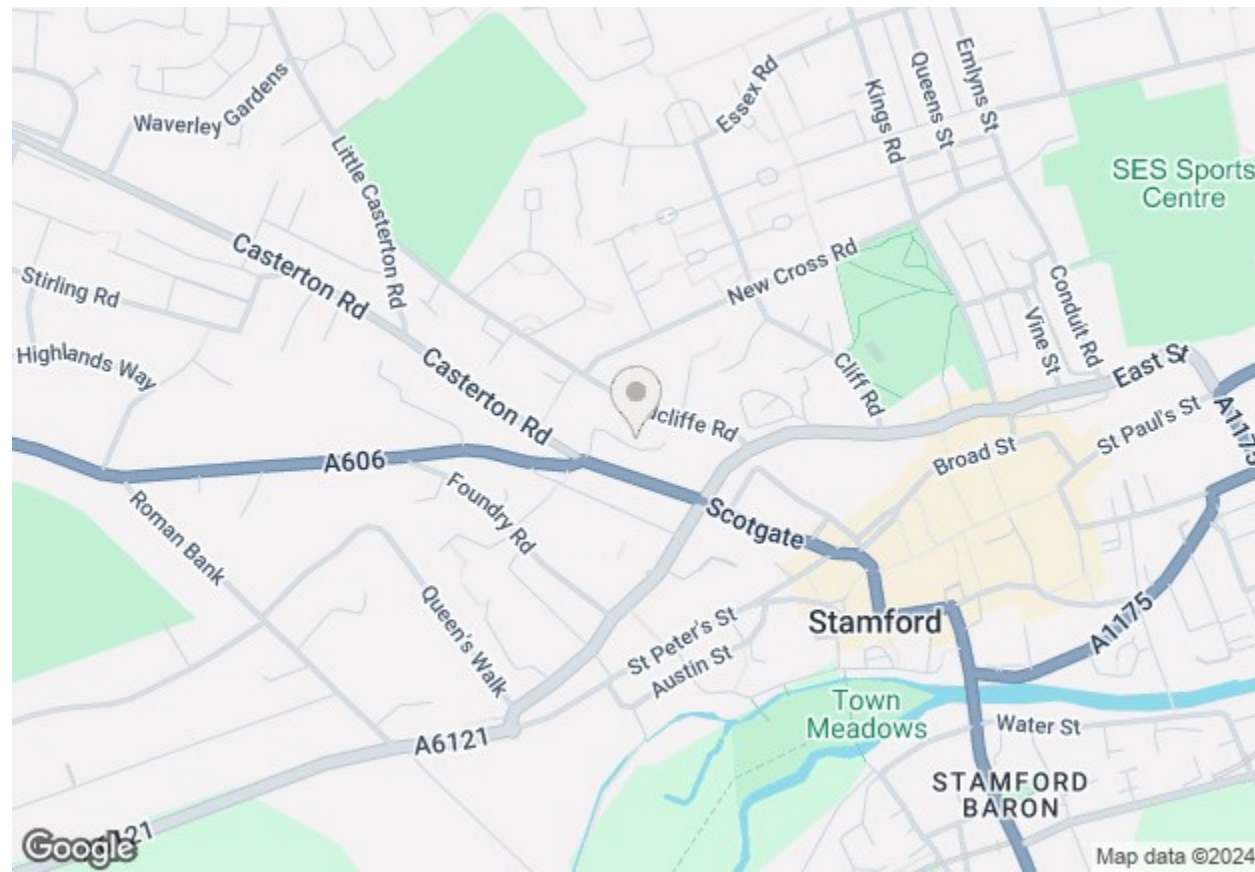 Essex Rd
Queens St
Emlyns St
Kings Rd
Waverley Gardens
Little Casterton Rd
SES Sports
Centre
Casterton Rd
New Cross Rd
Stirling Rd
Conduit Rd
Vine St
Highlands Way
Casterton Rd
Cliff Rd
East St
cliffe Rd
St Paul's St
A1175
Broad St
A606
Foundry Rd
Scotgate
Roman Bank
Queen's Walk
St Peter's St
Austin St
Stamford
A1175
Town
Meadows
Water St
A6121
STAMFORD
BARON
121
Google
Map data ©2024